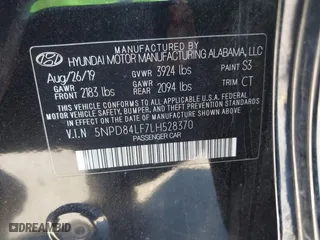 MANUFACTURED BY
HYUNDAI MOTOR MANUFACTURING ALABAMA, LLC
Aug/26/19 GVWR 3924 lbs PAINT S3
GAWR FRONT 2183 lbs GAWR REAR 2094 lbs TRIM CT
THIS VEHICLE CONFORMS TO ALL APPLICABLE FEDERAL MOTOR VEHICLE
SAFETY, BUMPER, AND THEFT PREVENTION STANDARDS IN
EFFECT ON THE DATE OF MANUFACTURE SHOWN ABOVE.
V.I.N 5NPD84LF7LH528370
PASSENGER CAR